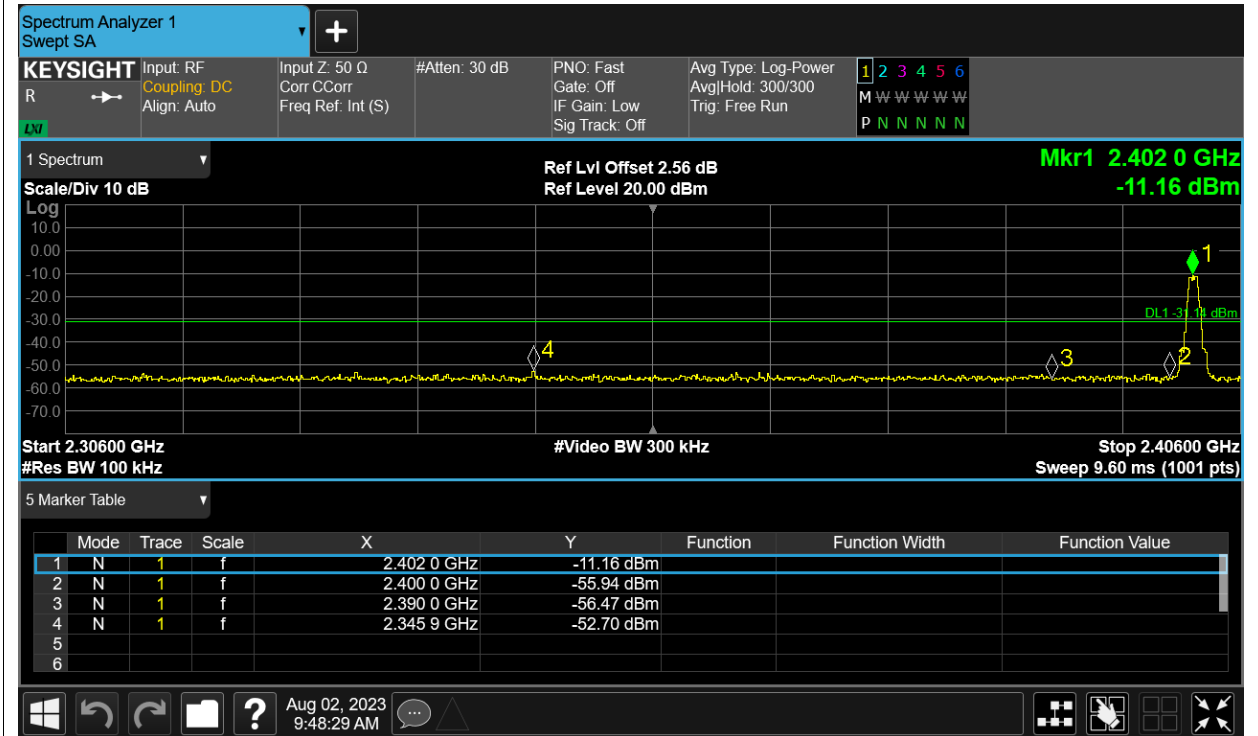 Spectrum Analyzer 1
Swept SA
+
KEYSIGHT Input: RF Input Z: 50 Ω #Atten: 30 dB PNO: Fast Avg Type: Log-Power 1 2 3 4 5 6
R Coupling: DC Corr CCorr Gate: Off Avg|Hold: 300/300 M W W W W W W
Align: Auto Freq Ref: Int (S) IF Gain: Low Trig: Free Run P N N N N N N
LXI Sig Track: Off
1 Spectrum
Ref Lvl Offset 2.56 dB Mkr1 2.402 0 GHz
Scale/Div 10 dB Ref Level 20.00 dBm -11.16 dBm
Log
10.0
0.00 1
-10.0
-20.0
-30.0 DL1 -31.14 dBm
-40.0
-50.0 4 3 2
-60.0
-70.0
Start 2.30600 GHz #Video BW 300 kHz Stop 2.40600 GHz
#Res BW 100 kHz Sweep 9.60 ms (1001 pts)
5 Marker Table
Mode Trace Scale X Y Function Function Width Function Value
1 N 1 f 2.402 0 GHz -11.16 dBm
2 N 1 f 2.400 0 GHz -55.94 dBm
3 N 1 f 2.390 0 GHz -56.47 dBm
4 N 1 f 2.345 9 GHz -52.70 dBm
5
6
? Aug 02, 2023
9:48:29 AM